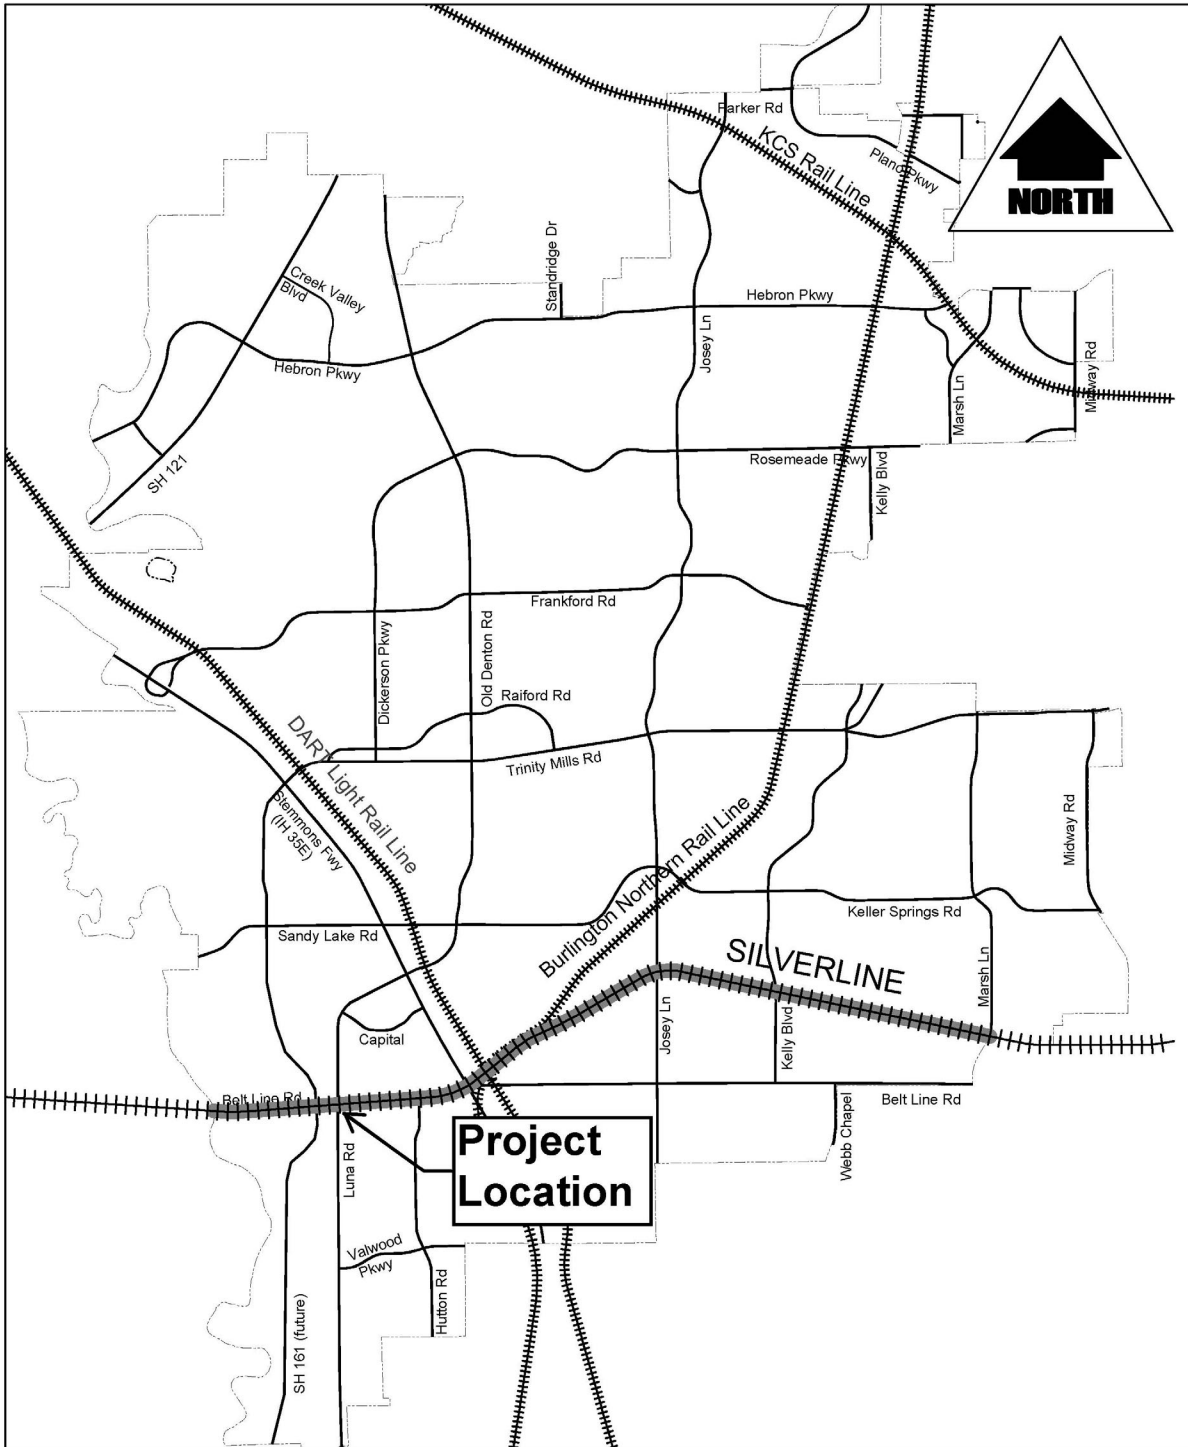 Parker Rd
KCS Rail Line
Plano Pkwy
NORTH
Standridge Dr
Creek Valley
Blvd
Hebron Pkwy
Josey Ln
Hebron Pkwy
Marsh Ln
Midway Rd
SH 121
Rosemeade Pkwy
Kelly Blvd
Frankford Rd
Dickerson Pkwy
Old Denton Rd
Raiford Rd
DART Light Rail Line
Trinity Mills Rd
Stemmons Fwy
(IH 35E)
Burlington Northern Rail Line
Midway Rd
Keller Springs Rd
Sandy Lake Rd
SILVERLINE
Marsh Ln
Josey Ln
Kelly Blvd
Capital
Belt Line Rd
Belt Line Rd
Webb Chapel
Project
Location
Luna Rd
Valwood
Pkwy
Hutton Rd
SH 161 (future)